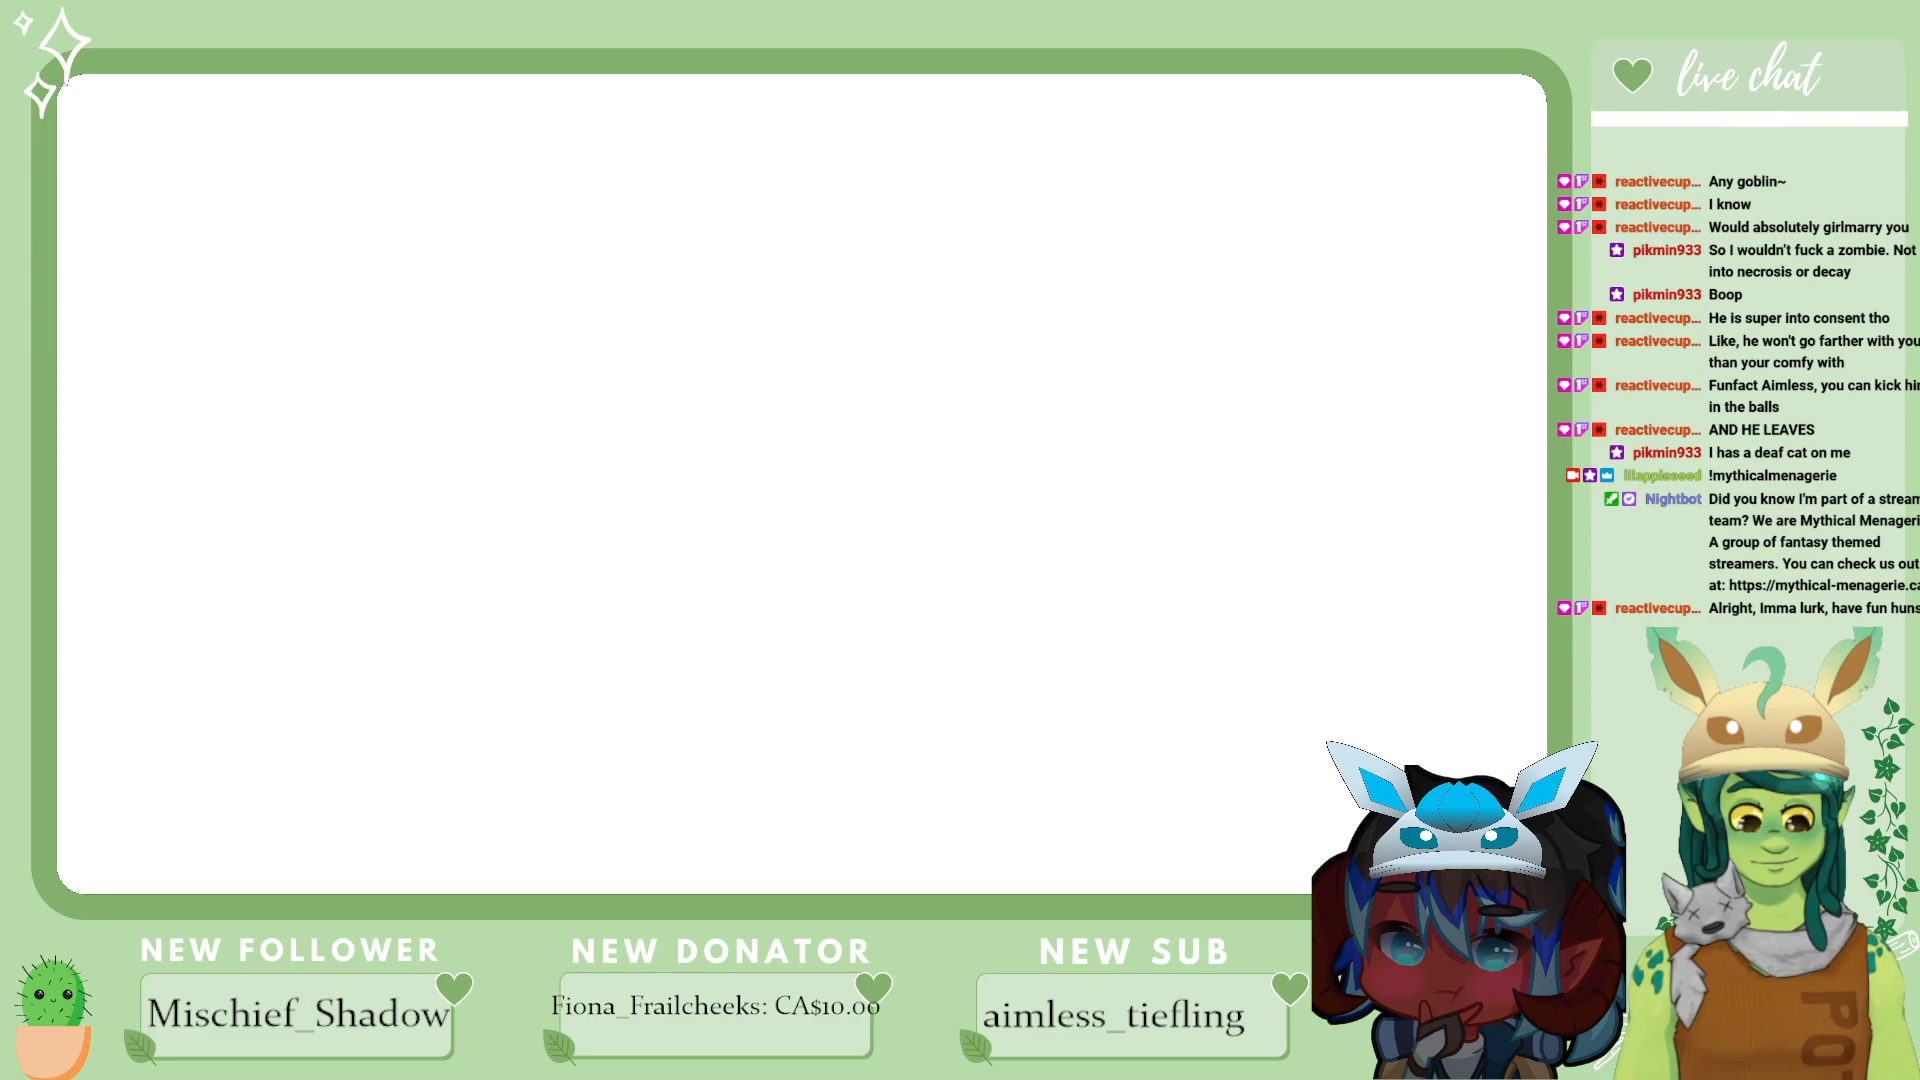 live chat
reactivecup... Any goblin~
reactivecup... I know
reactivecup... Would absolutely girlmarry you
pikmin933 So I wouldn't fuck a zombie. Not
into necrosis or decay
pikmin933 Boop
reactivecup... He is super into consent tho
reactivecup... Like, he won't go farther with you
than your comfy with
reactivecup... Funfact Aimless, you can kick hi
in the balls
reactivecup... AND HE LEAVES
pikmin933 I has a deaf cat on me
lilappleseed !mythicalmenagerie
Nightbot Did you know I'm part of a stream
team? We are Mythical Menageri
A group of fantasy themed
streamers. You can check us out
at: https://mythical-menagerie.ca
reactivecup... Alright, Imma lurk, have fun huns
NEW FOLLOWER
Mischief_Shadow
NEW DONATOR
Fiona_Frailcheeks: CA$10.00
NEW SUB
aimless_tiefling
POT